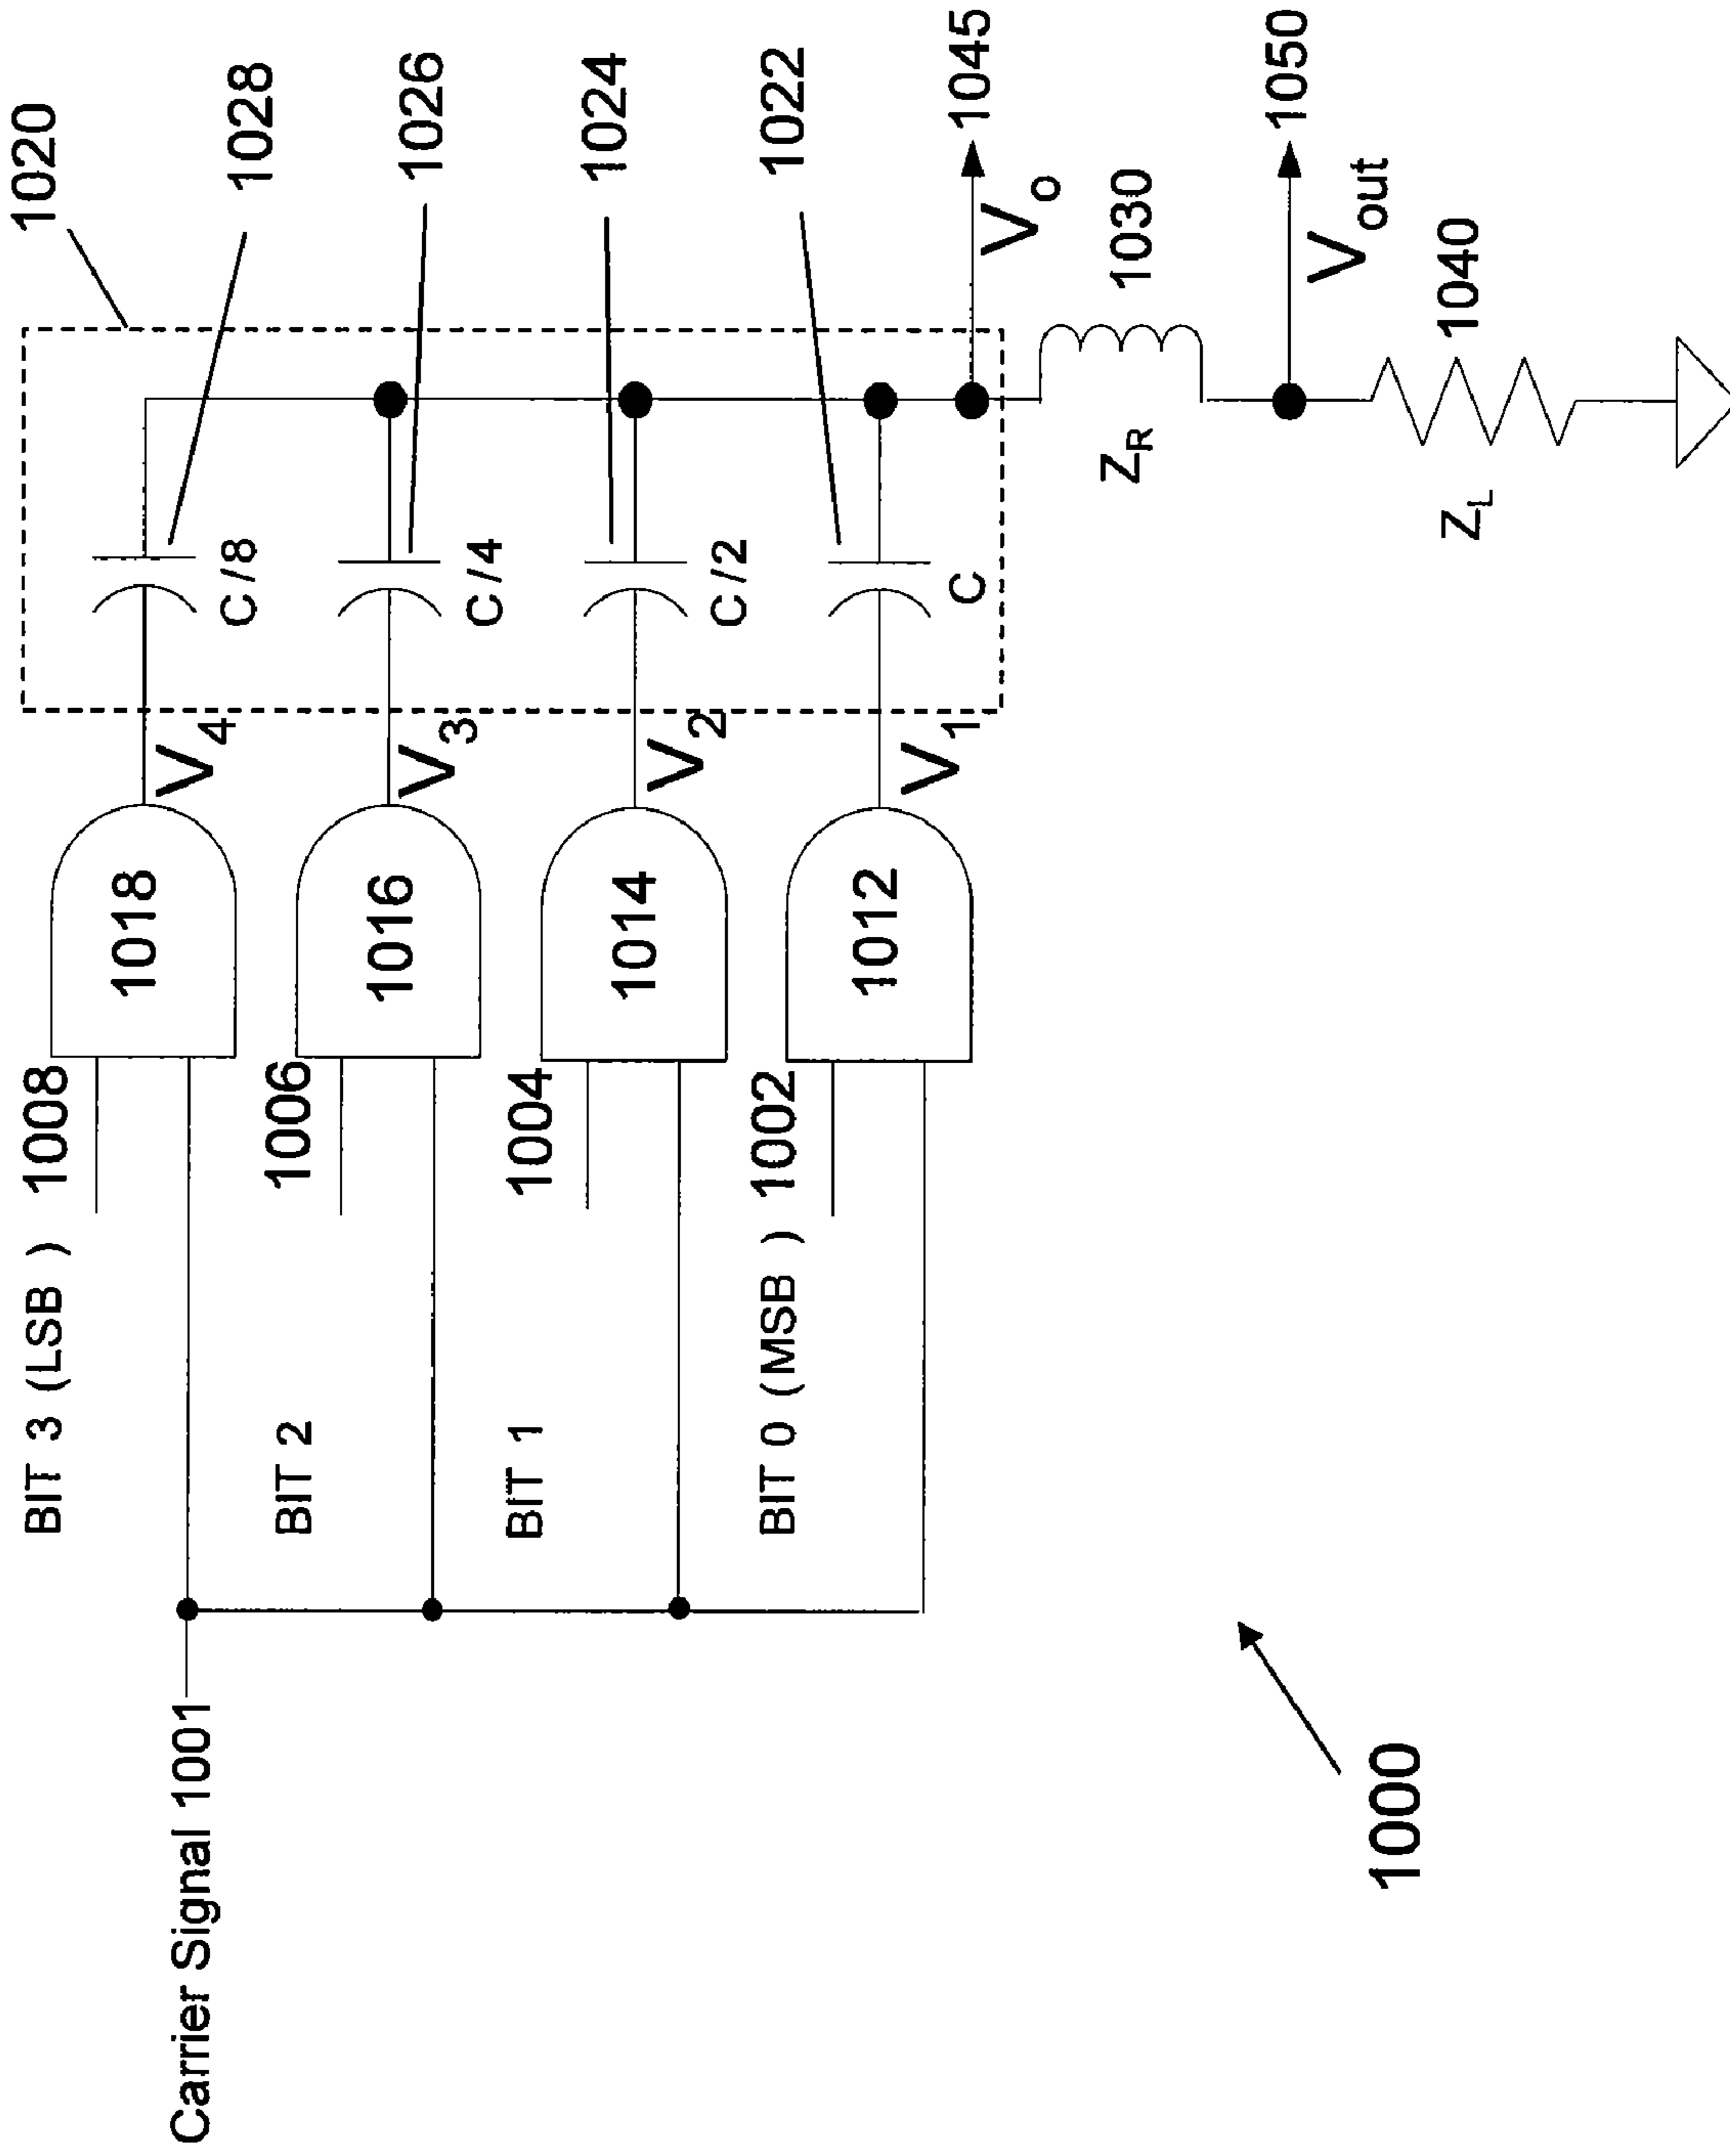 1020
1028
1026
1024
1022
1045
1050
V₀
1030
Vout
1040
C/8
C/4
C/2
C
ZR
ZL
V4
V3
V2
V1
1018
1016
1014
1012
BIT 3 (LSB ) 1008
1006
BIT 2
1004
BIT 1
BIT 0 (MSB ) 1002
Carrier Signal 1001
1000